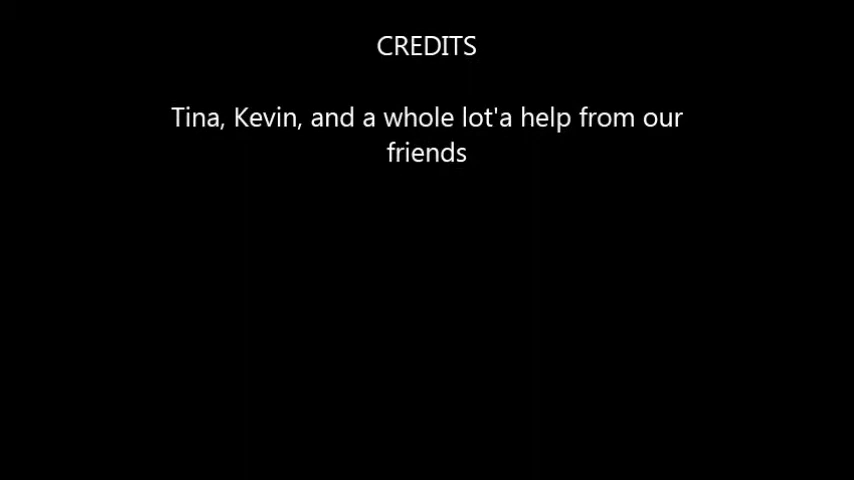 CREDITS
Tina, Kevin, and a whole lot'a help from our
friends